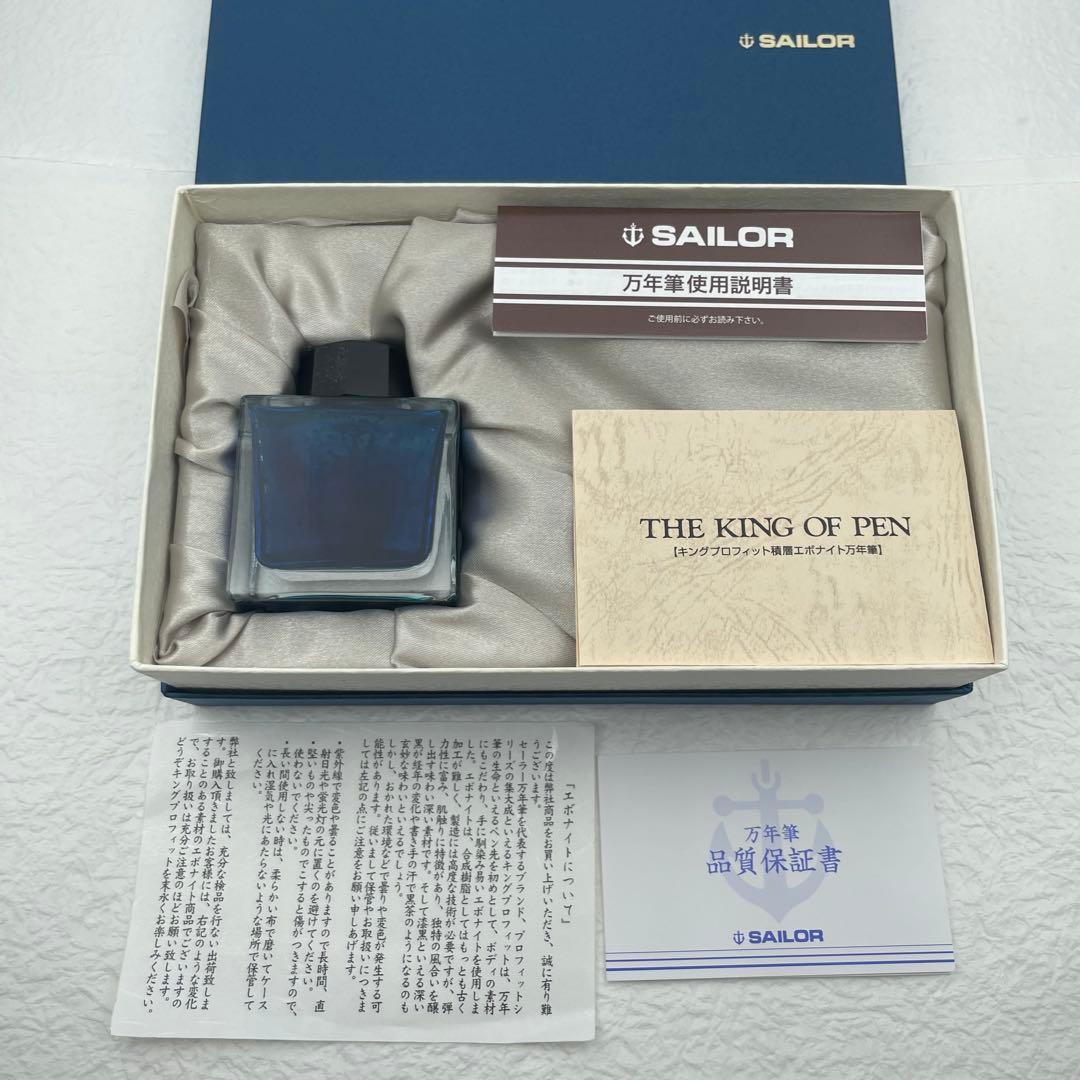 SAILOR
SAILOR
万年筆使用説明書
ご使用前に必ずお読み下さい。
THE KING OF PEN
【キングプロフィット積層エボナイト万年筆】
『エボナイトについて』
この度は弊社商品をお買い上げいただき、誠に有り難
うございます。
セーラー万年筆を代表するブランド、プロフィットシ
リーズの集大成といえるキングプロフィットは、万年
筆の生命といえるペン先を初めとして、ボディの素材
にもこだわり、手に馴染み易いエボナイトを使用しま
した。エボナイトは、合成樹脂としてはもっとも古く
加工が難しく、製造には高度な技術が必要ですが、弾
力性に富み、肌触りに特徴があり、独特の風合いを醸
し出す味わい深い素材です。そして漆黒といえる深い
黒が経年の変化や書き手の汗で黒茶のようになるのも
玄妙な味わいといえるでしょう。
しかし、おかれた環境などで曇りや変色が発生する可
能性があります。従いまして保管やお取扱いにつきま
しては左記の点にご注意をお願い申しあげます。
・紫外線で変色や曇ることがありますので長時間、直
射日光や蛍光灯の元に置くのを避けてください。
・堅いものや尖ったものでこすると傷がつきますので、
使わないでください。
・長い間使用しない時は、柔らかい布で磨いてケース
に入れ湿気や光にあたらないような場所で保管して
ください。
弊社と致しましては、充分な検品を行ない出荷致しま
す。御購入頂きましたお客様には、右記のような変化
することのある素材のエボナイト商品でございますの
で、お取り扱いは充分ご注意のほどお願い致します。
どうぞキングプロフィットを末永くお楽しみください。
万年筆
品質保証書
SAILOR